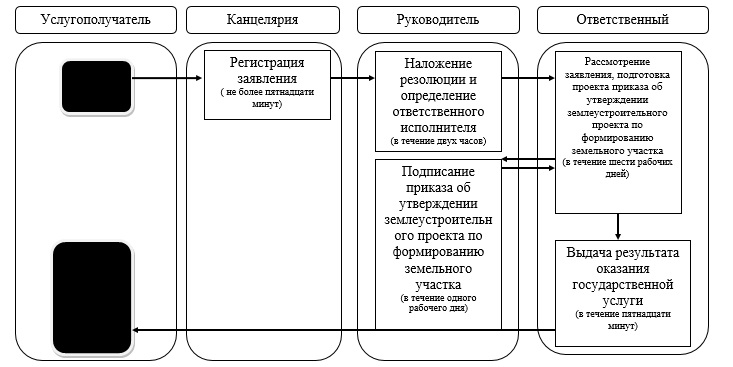 Услугополучатель
Канцелярия
Руководитель
Ответственный
Регистрация
заявления
( не более пятнадцати
минут)
Наложение
резолюции и
определение
ответственного
исполнителя
(в течение двух часов)
Рассмотрение
заявления, подготовка
проекта приказа об
утверждении
землеустроительного
проекта по
формированию
земельного участка
(в течение шести рабочих
дней)
Подписание
приказа об
утверждении
землеустроительн
ого проекта по
формированию
земельного
участка
(в течение одного
рабочего дня)
Выдача результата
оказания
государственной
услуги
(в течение пятнадцати
минут)